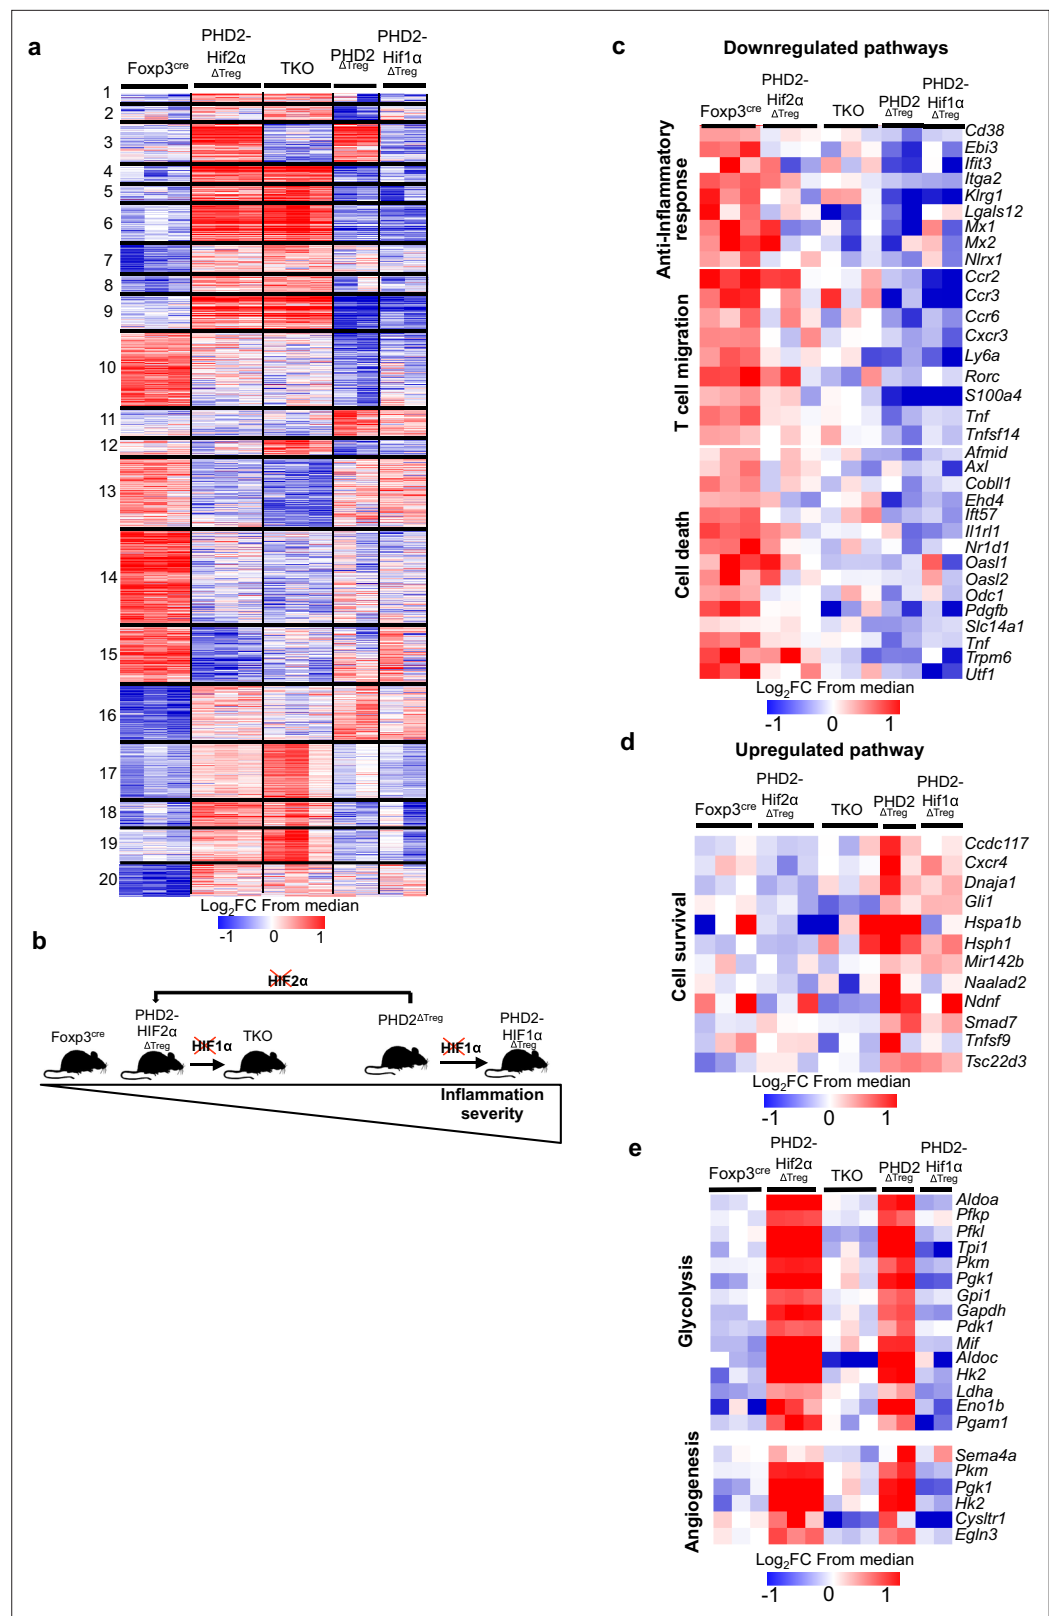 a
Foxp3cre
PHD2-
Hif2α
ΔTreg
TKO
PHD2
ΔTreg
PHD2-
Hif1α
ΔTreg
1
2
3
4
5
6
7
8
9
10
11
12
13
14
15
16
17
18
19
20
Log2FC From median
-1 0 1
b
HIF2α
Foxp3cre
PHD2-
HIF2α
ΔTreg
HIF1α
TKO
PHD2ΔTreg
HIF1α
PHD2-
HIF1α
ΔTreg
Inflammation
severity
c
Downregulated pathways
Foxp3cre
PHD2-
Hif2α
ΔTreg
TKO
PHD2
ΔTreg
PHD2-
Hif1α
ΔTreg
Anti-Inflammatory
response
Cd38
Ebi3
Ifit3
Itga2
Klrg1
Lgals12
Mx1
Mx2
Nlrx1
T cell migration
Ccr2
Ccr3
Ccr6
Cxcr3
Ly6a
Rorc
S100a4
Tnf
Tnfsf14
Cell death
Afmid
Axl
Cobll1
Ehd4
Ift57
Il1rl1
Nr1d1
Oasl1
Oasl2
Odc1
Pdgfb
Slc14a1
Tnf
Trpm6
Utf1
Log2FC From median
-1 0 1
d
Upregulated pathway
Foxp3cre
PHD2-
Hif2α
ΔTreg
TKO
PHD2
ΔTreg
PHD2-
Hif1α
ΔTreg
Cell survival
Ccdc117
Cxcr4
Dnaja1
Gli1
Hspa1b
Hsph1
Mir142b
Naalad2
Ndnf
Smad7
Tnfsf9
Tsc22d3
Log2FC From median
-1 0 1
e
Foxp3cre
PHD2-
Hif2α
ΔTreg
TKO
PHD2
ΔTreg
PHD2-
Hif1α
ΔTreg
Glycolysis
Aldoa
Pfkp
Pfkl
Tpi1
Pkm
Pgk1
Gpi1
Gapdh
Pdk1
Mif
Aldoc
Hk2
Ldha
Eno1b
Pgam1
Angiogenesis
Sema4a
Pkm
Pgk1
Hk2
Cysltr1
Egln3
Log2FC From median
-1 0 1